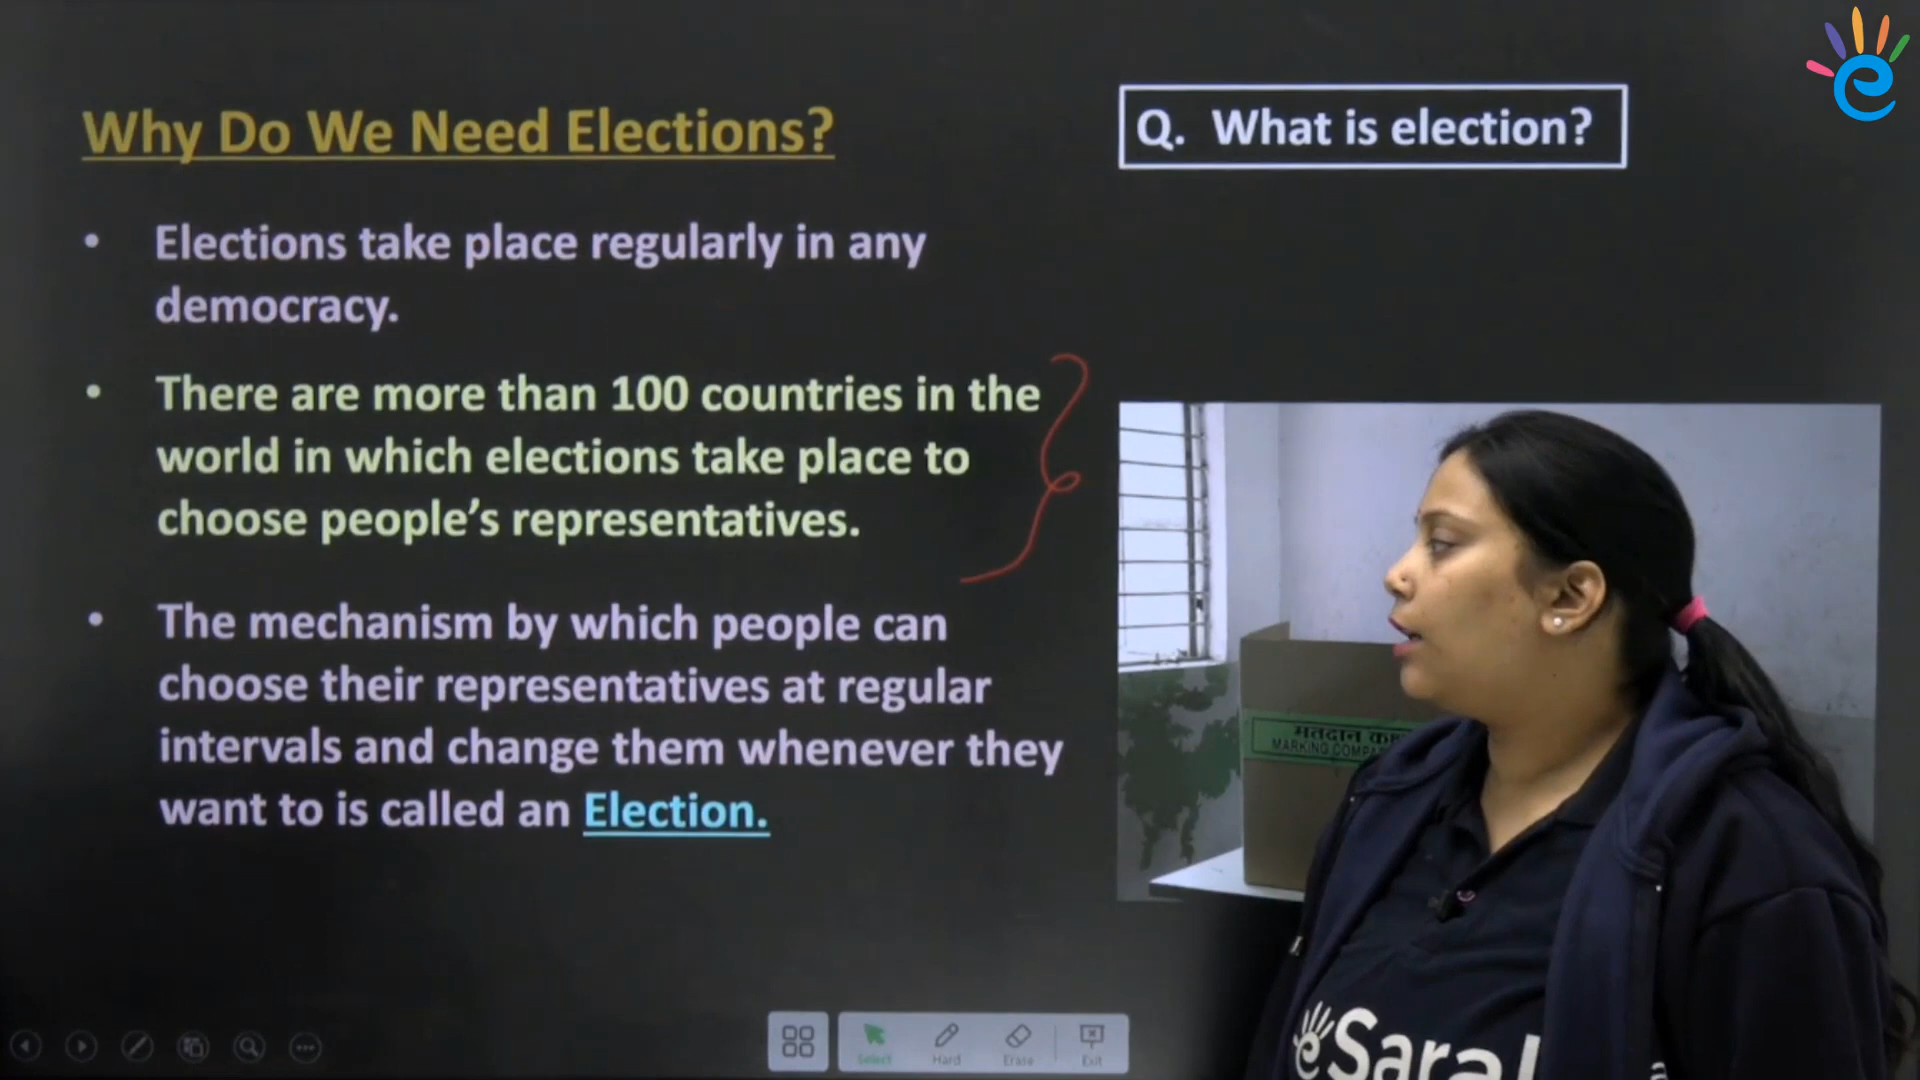 Why Do We Need Elections?
Q. What is election?
• Elections take place regularly in any
democracy.
• There are more than 100 countries in the
world in which elections take place to
choose people's representatives.
• The mechanism by which people can
choose their representatives at regular
intervals and change them whenever they
want to is called an Election.
मतदान
MARKING
Select
Hard
Erase
Exit
eSaral